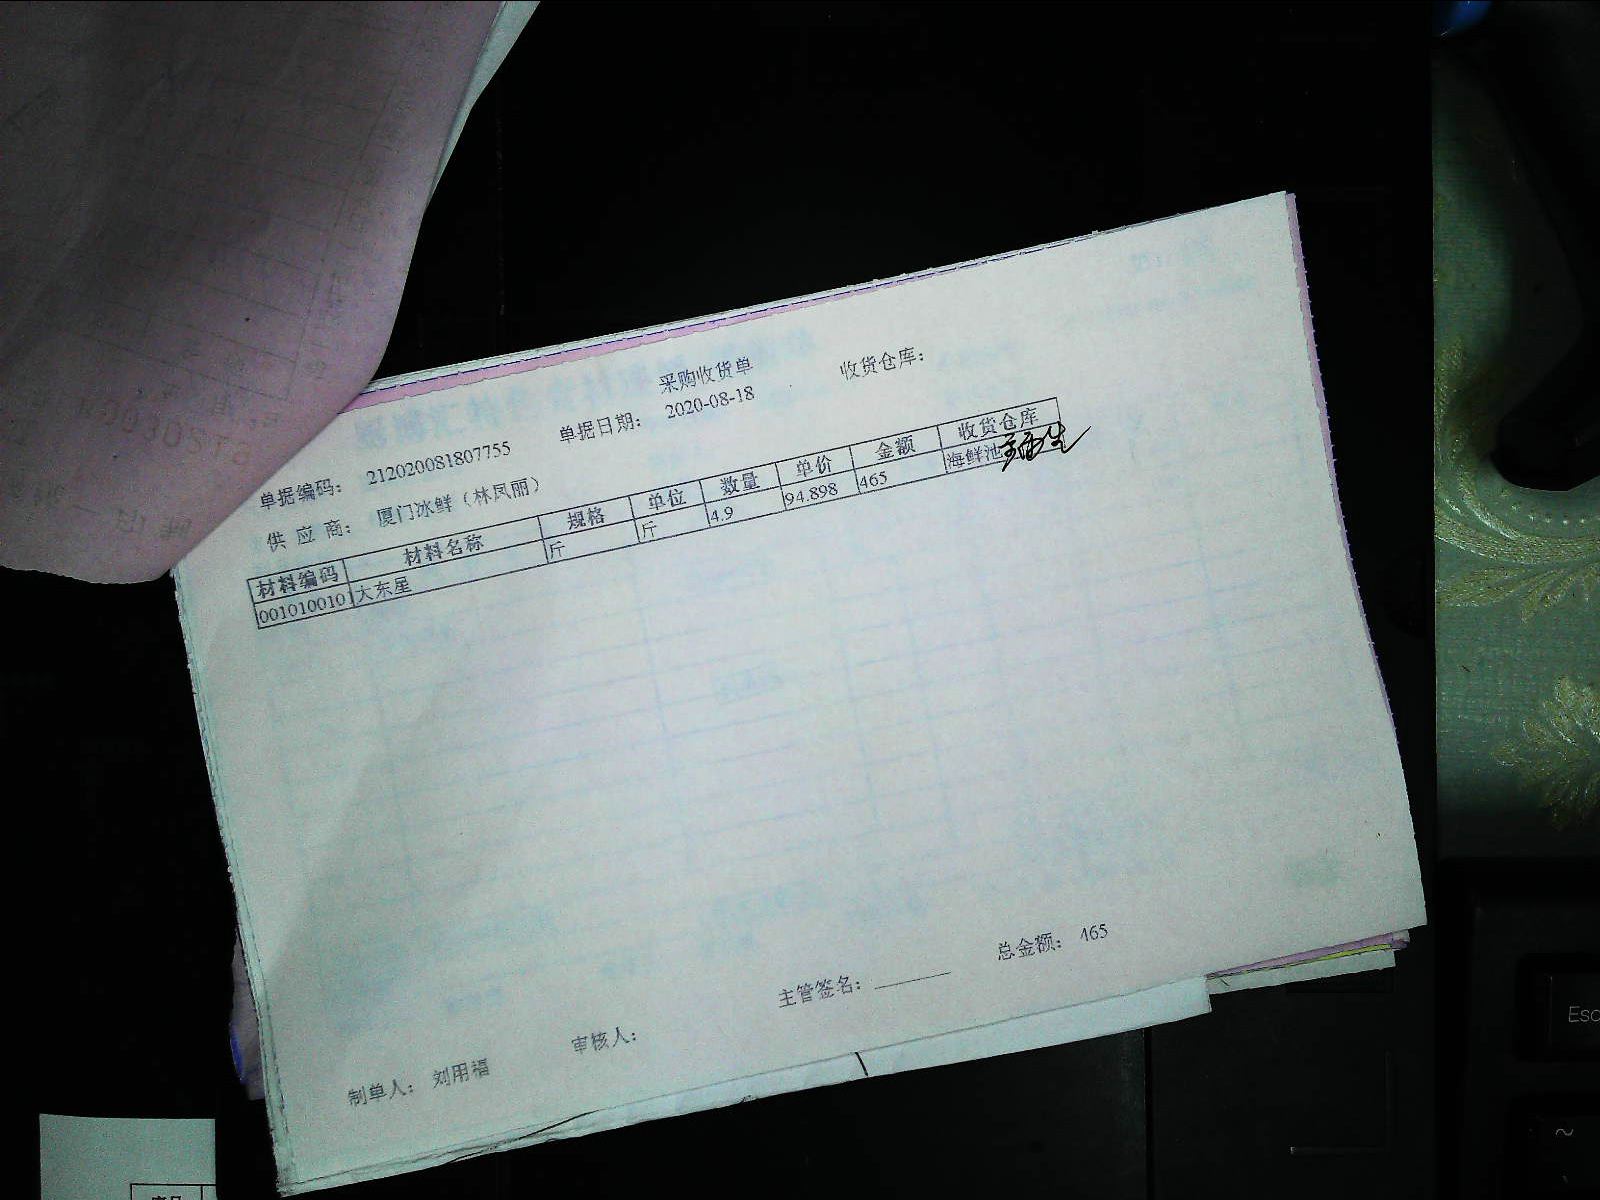 采购收货单
单据编码： 212020081807755 单据日期： 2020-08-18 收货仓库：
供 应 商： 厦门冰鲜（林凤丽）
材料编码 材料名称 规格 单位 数量 单价 金额 收货仓库
001010010 大东星 斤 斤 4.9 94.898 465 海鲜池
制单人： 刘用福 审核人： 主管签名： 总金额： 465
Esc
~